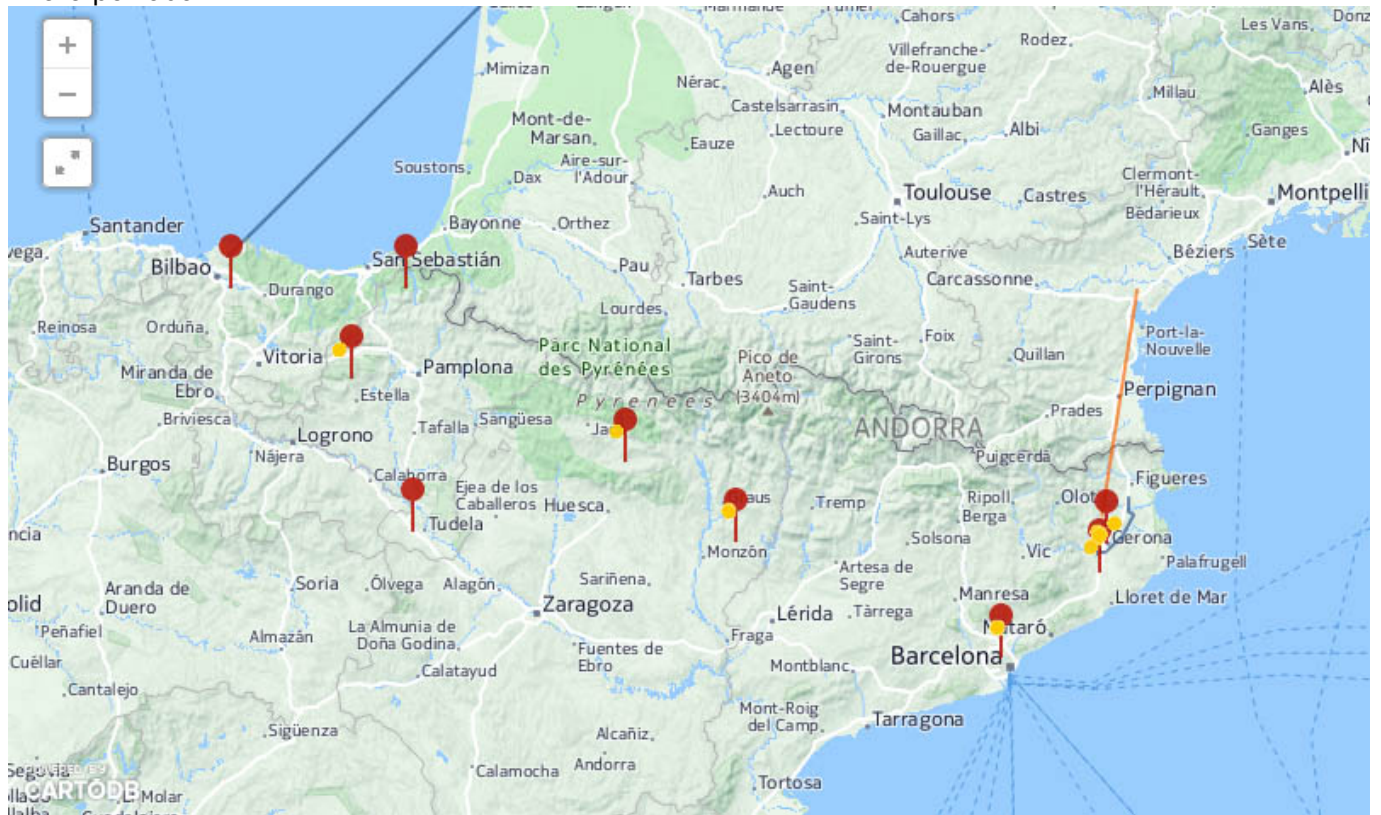 Marmande
Cahors
Les Vans
Rodez
Villefranche-
de-Rouergue
Mimizan
Agen
Nérac
Millau
Alès
Castelsarrasin
Montauban
Mont-de-
Marsan
Lectoure
Gaillac
Albi
Ganges
Eauze
Soustons
Aire-sur-
l'Adour
Dax
Auch
Toulouse
Castres
Clermont-
l'Hérault
Montpelli
Bédarieux
Santander
Bayonne
Orthez
Saint-Lys
Bilbao
San Sebastián
Pau
Tarbes
Auterive
Béziers
Sète
Carcassonne
Durango
Saint-
Gaudens
Lourdes
Reinosa
Orduña
Vitoria
Parc National
des Pyrénées
Saint-
Girons
Foix
Quillan
Port-la-
Nouvelle
Miranda de
Ebro
Pamplona
Pico de
Aneto
(3404m)
Estella
Pyrenees
Perpignan
Prades
Briviesca
Logrono
Tafalla
Sangüesa
ANDORRA
Nájera
Puigcerdà
Burgos
Calahorra
Ejea de los
Caballeros
Huesca
Tremp
Ripoll
Berga
Olot
Figueres
Tudela
Solsona
Vic
Gerona
Monzón
Palafrugell
Aranda de
Duero
Soria
Ólvega
Alagón
Sariñena
Artesa de
Segre
Manresa
Lloret de Mar
Zaragoza
Lérida
Tàrrega
Mataró
Peñafiel
Almazán
La Almunia de
Doña Godina
Fraga
Cuéllar
Calatayud
Fuentes de
Ebro
Montblanc
Barcelona
Cantalejo
Sigüenza
Mont-Roig
del Camp
Tarragona
Alcañiz
Calamocha
Andorra
Tortosa
POWERED BY
CARTODB
El Molar